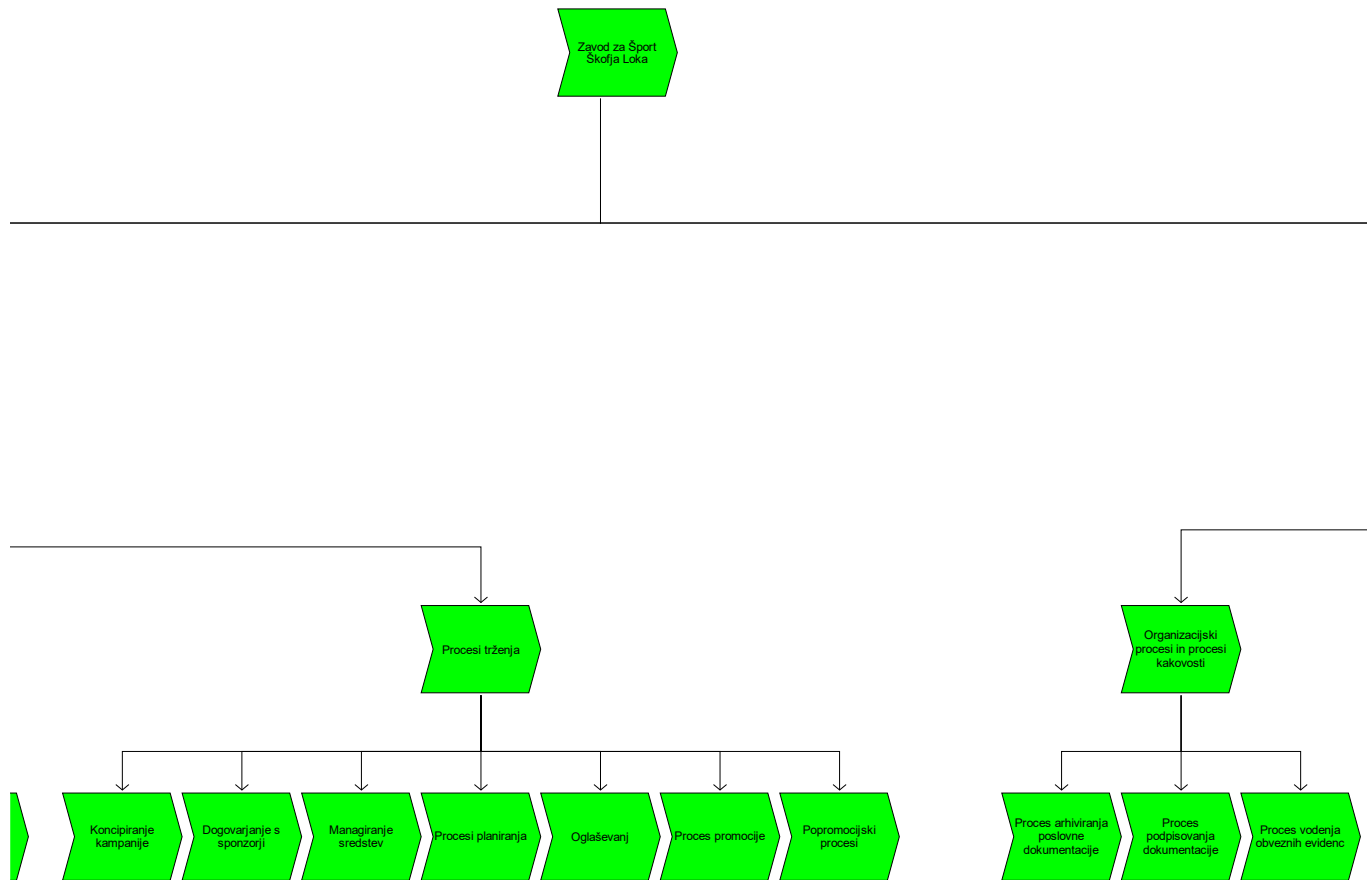 Zavod za Šport
Škofja Loka
Procesi trženja
Organizacijski
procesi in procesi
kakovosti
Koncipiranje
kampanije
Dogovarjanje s
sponzorji
Managiranje
sredstev
Procesi planiranja
Oglaševanj
Proces promocije
Popromocijski
procesi
Proces arhiviranja
poslovne
dokumentacije
Proces
podpisovanja
dokumentacije
Proces vodenja
obveznih evidenc